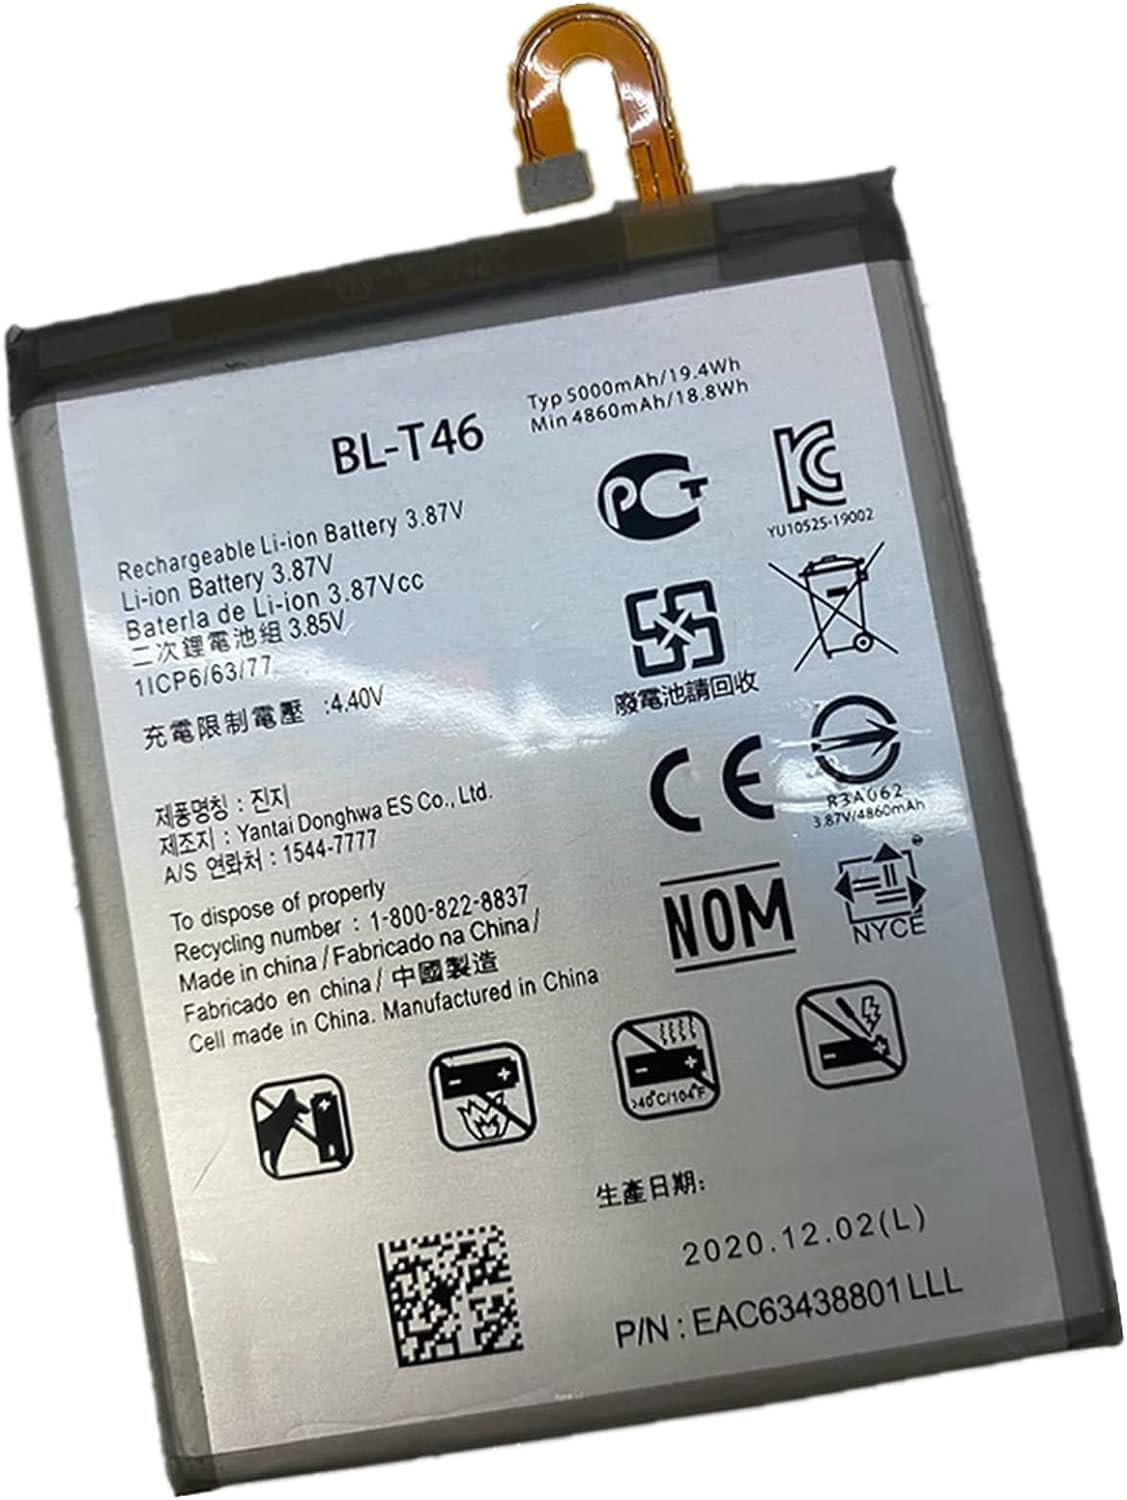 BL-T46
Typ 5000mAh/19.4Wh
Min 4860mAh/18.8Wh
Rechargeable Li-ion Battery 3.87V
Li-ion Battery 3.87V
Baterla de Li-ion 3.87Vcc
二次鋰電池組 3.85V
1ICP6/63/77
充電限制電壓 :4.40V
PCT
YU10525-19002
廢電池請回收
CE
R3A062
3.87V/4860mAh
제품명칭 : 진지
제조지 : Yantai Donghwa ES Co., Ltd.
A/S 연롸처 : 1544-7777
To dispose of properly
Recycling number : 1-800-822-8837
Made in china / Fabricado na China /
Fabricado en china / 中國製造
Cell made in China. Manufactured in China
NOM
NYCE
>40°C/104°F
生產日期:
2020.12.02(L)
P/N : EAC63438801 LLL